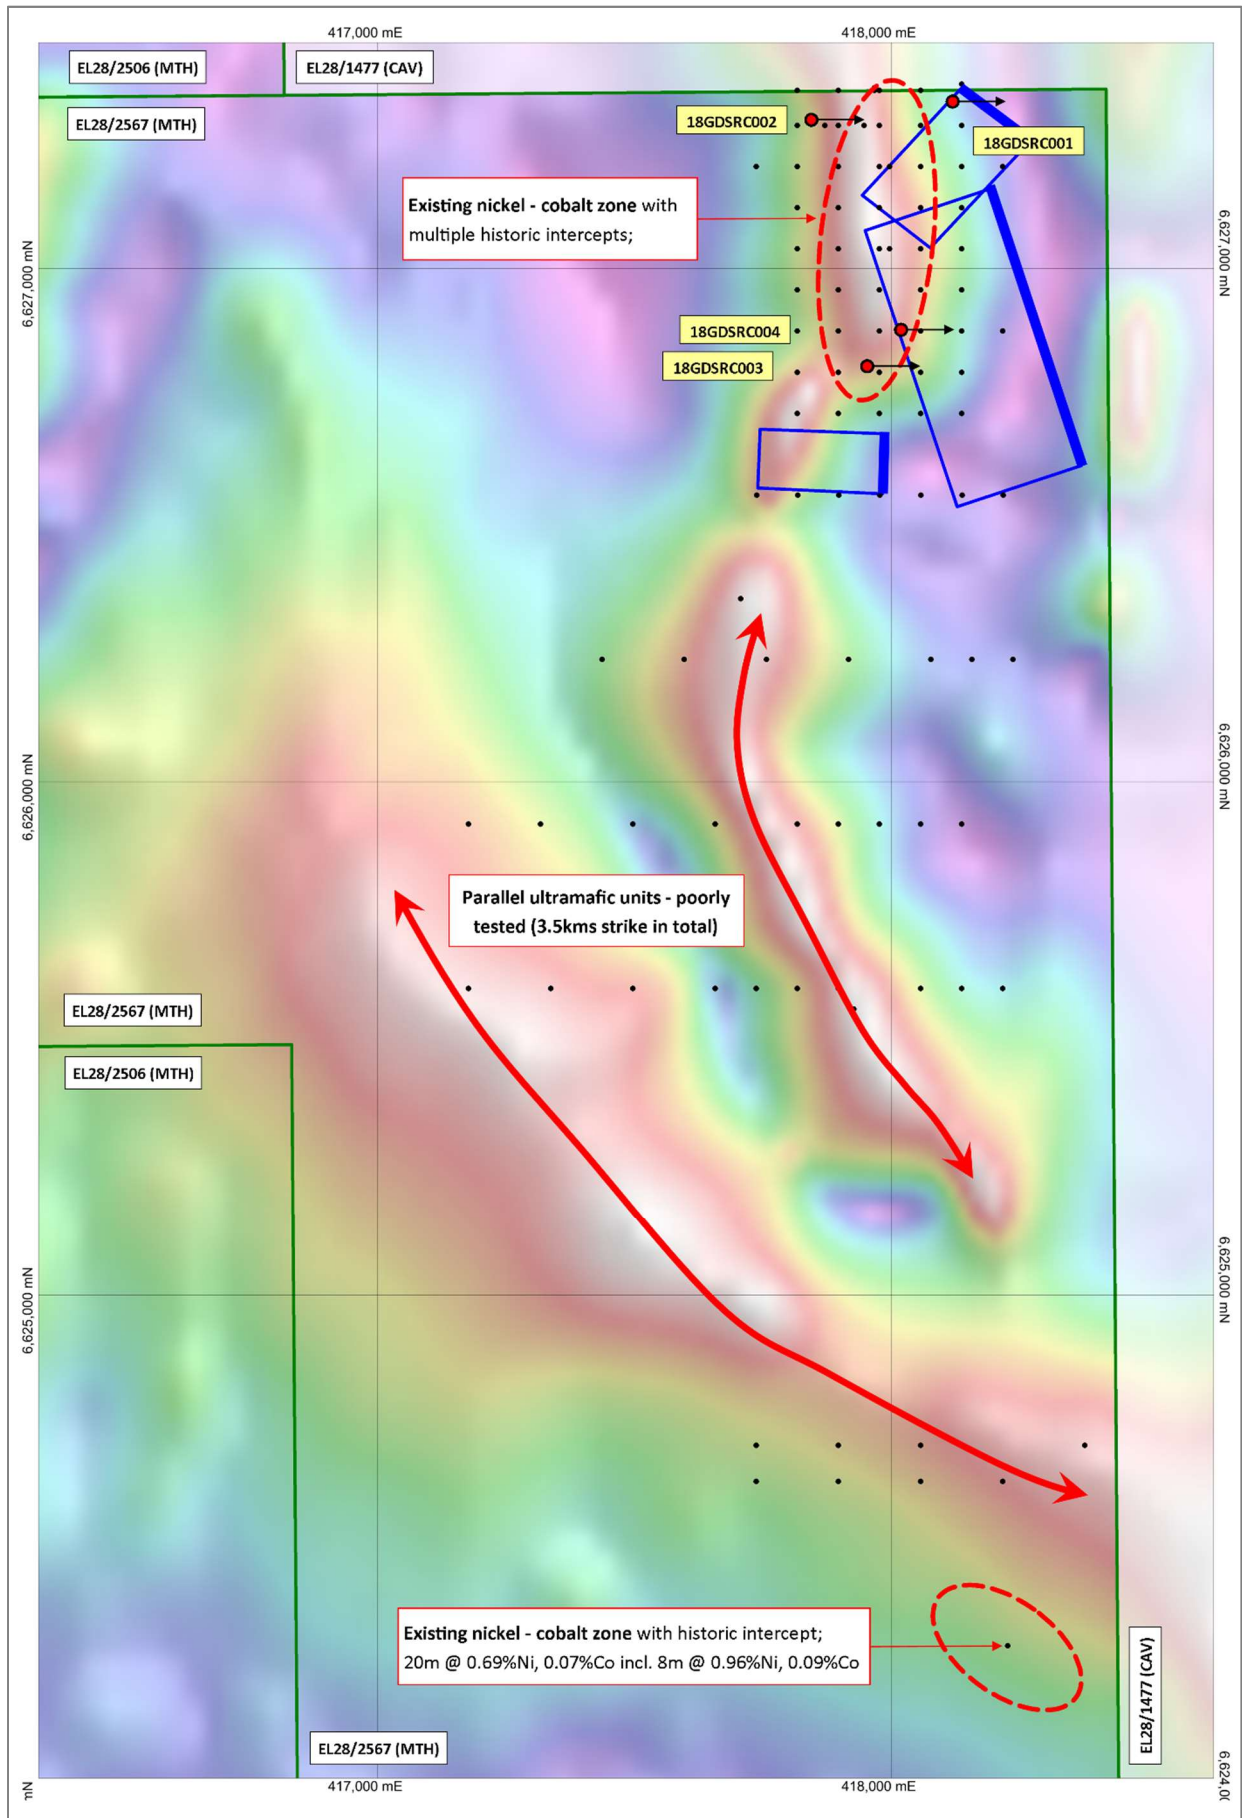 417,000 mE
418,000 mE
EL28/2506 (MTH)
EL28/1477 (CAV)
EL28/2567 (MTH)
18GDSRC002
18GDSRC001
Existing nickel - cobalt zone with
multiple historic intercepts;
6,627,000 mN
6,627,000 mN
18GDSRC004
18GDSRC003
6,626,000 mN
6,626,000 mN
Parallel ultramafic units - poorly
tested (3.5kms strike in total)
EL28/2567 (MTH)
EL28/2506 (MTH)
6,625,000 mN
6,625,000 mN
Existing nickel - cobalt zone with historic intercept;
20m @ 0.69%Ni, 0.07%Co incl. 8m @ 0.96%Ni, 0.09%Co
EL28/1477 (CAV)
EL28/2567 (MTH)
mN
6,624,0
417,000 mE
418,000 mE